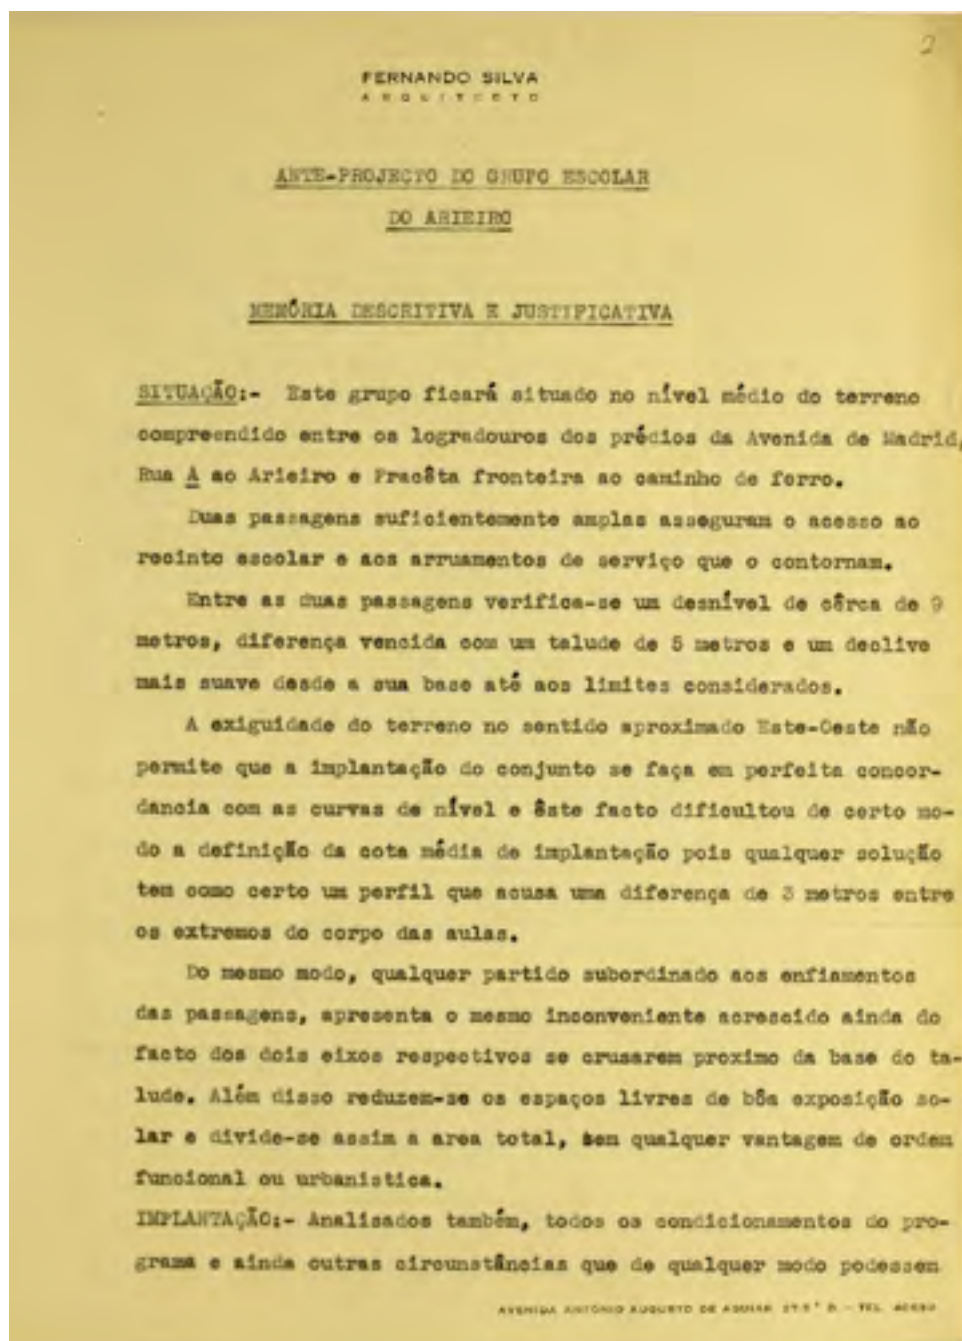 2
FERNANDO SILVA
ARQUITECTO
ANTE-PROJECTO DO GRUPO ESCOLAR
DO ARIEIRO
MEMÓRIA DESCRITIVA E JUSTIFICATIVA
SITUAÇÃO:- Este grupo ficará situado no nível médio do terreno
compreendido entre os logradouros dos prédios da Avenida de Madrid,
Rua A ao Arieiro e Pracêta fronteira ao caminho de ferro.
Duas passagens suficientemente amplas asseguram o acesso ao
recinto escolar e aos arruamentos de serviço que o contornam.
Entre as duas passagens verifica-se um desnível de cêrca de 9
metros, diferença vencida com um talude de 5 metros e um declive
mais suave desde a sua base até aos limites considerados.
A exiguidade do terreno no sentido aproximado Este-Oeste não
permite que a implantação do conjunto se faça em perfeita concor-
dancia com as curvas de nível e êste facto dificultou de certo mo-
do a definição da cota média de implantação pois qualquer solução
tem como certo um perfil que acusa uma diferença de 3 metros entre
os extremos do corpo das aulas.
Do mesmo modo, qualquer partido subordinado aos enfiamentos
das passagens, apresenta o mesmo inconveniente acrescido ainda do
facto dos dois eixos respectivos se crusarem proximo da base do ta-
lude. Além disso reduzem-se os espaços livres de bôa exposição so-
lar e divide-se assim a area total, sem qualquer vantagem de ordem
funcional ou urbanistica.
IMPLANTAÇÃO:- Analisados também, todos os condicionamentos do pro-
grama e ainda outras circunstâncias que de qualquer modo podessem
AVENIDA ANTÓNIO AUGUSTO DE AGUIAR